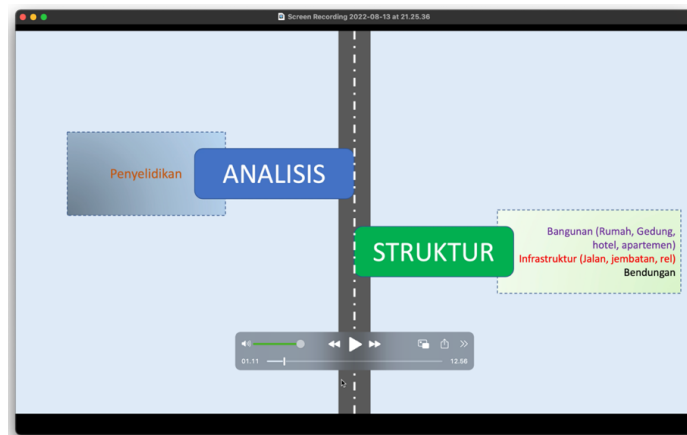 Screen Recording 2022-08-13 at 21.25.36
Penyelidikan
ANALISIS
STRUKTUR
Bangunan (Rumah, Gedung,
hotel, apartemen)
Infrastruktur (Jalan, jembatan, rel)
Bendungan
01.11
12.56